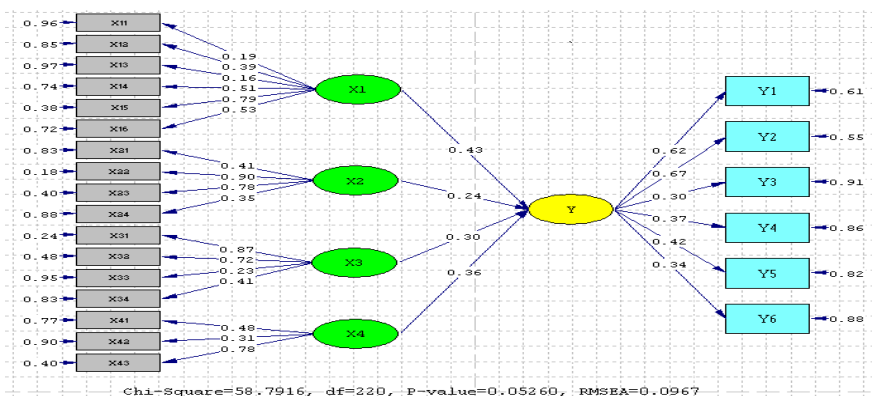 0.96 X11
0.85 X12
0.97 X13
0.74 X14
0.38 X15
0.72 X16
0.83 X21
0.18 X22
0.40 X23
0.88 X24
0.24 X31
0.48 X32
0.95 X33
0.83 X34
0.77 X41
0.90 X42
0.40 X43
0.19
0.39
0.16
0.51
0.79
0.53
0.41
0.90
0.78
0.35
0.87
0.72
0.23
0.41
0.48
0.31
0.78
X1
X2
X3
X4
0.43
0.24
0.30
0.36
Y
0.62
0.67
0.30
0.37
0.42
0.34
Y1 0.61
Y2 0.55
Y3 0.91
Y4 0.86
Y5 0.82
Y6 0.88
Chi-Square=58.7916, df=220, P-value=0.05260, RMSEA=0.0967